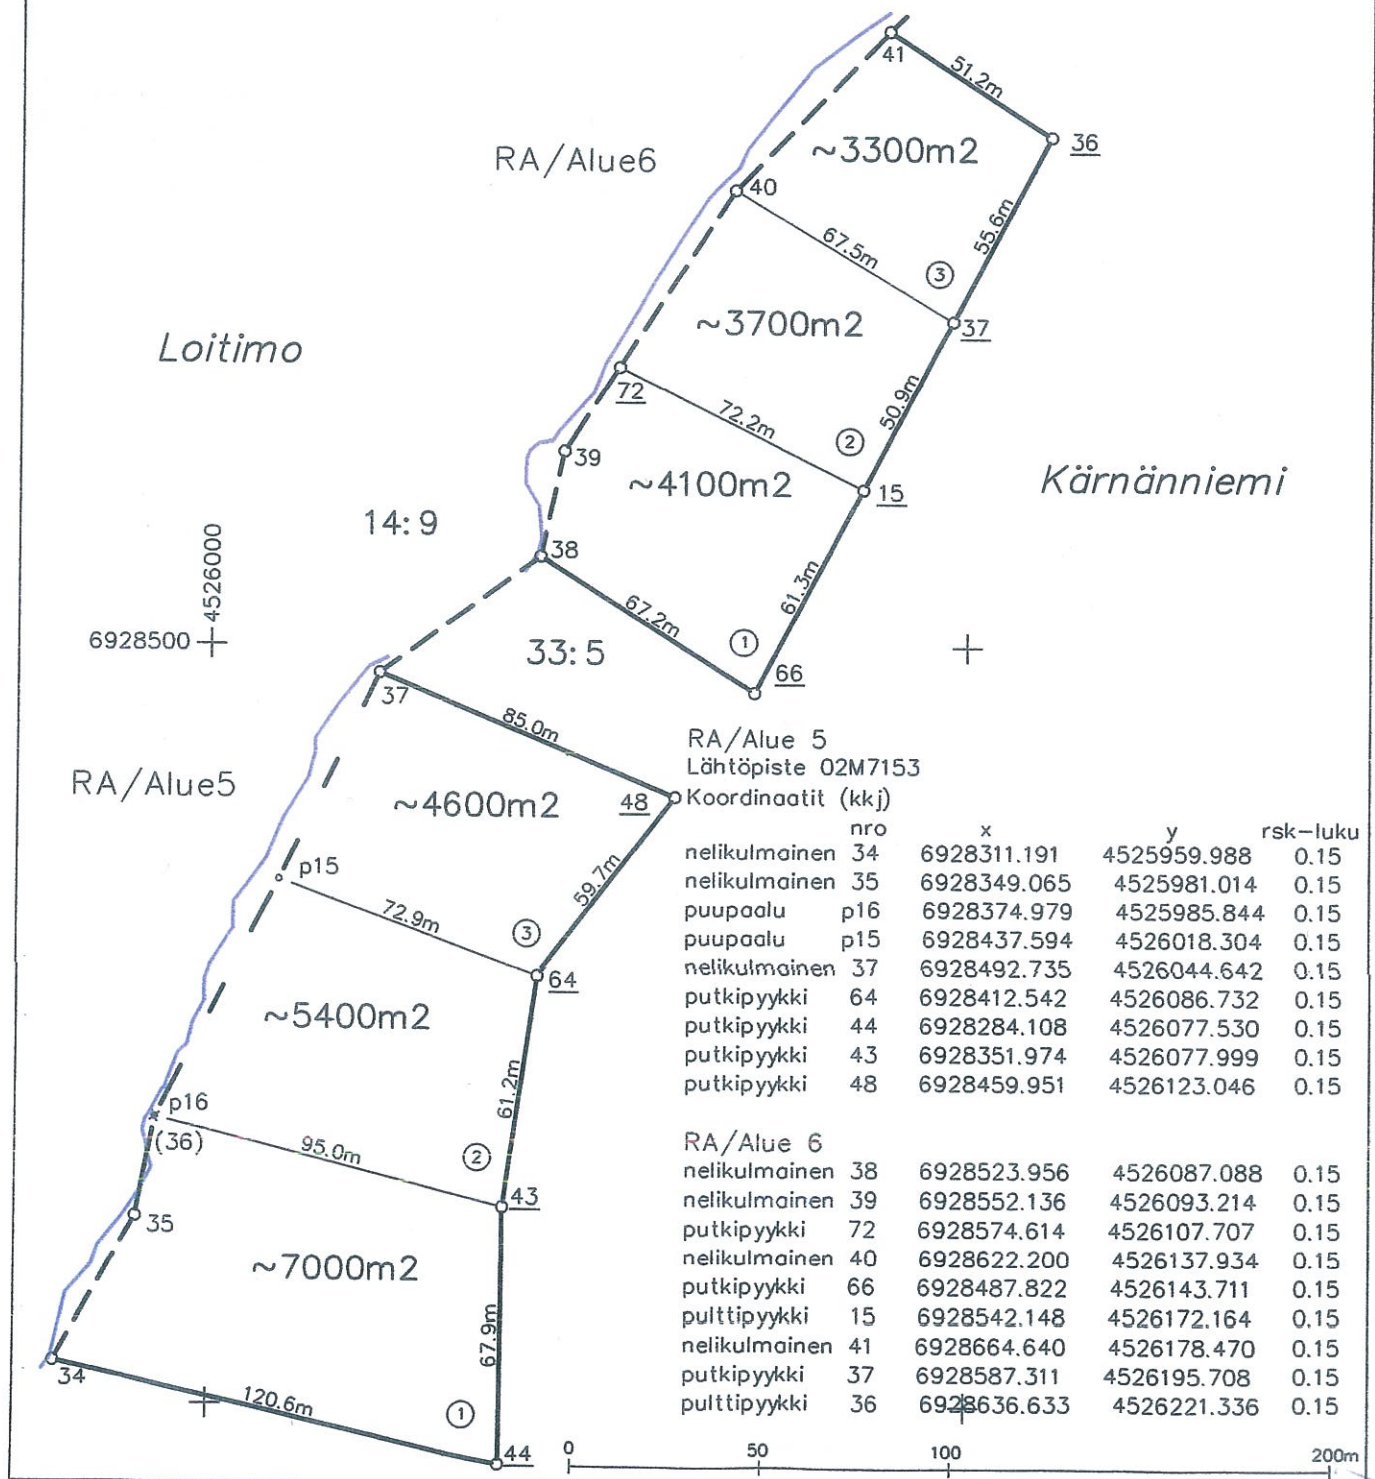 41
51.2m
36
~3300m2
RA/Alue6
40
55.6m
67.5m
3
37
~3700m2
Loitimo
72
50.9m
72.2m
2
39
~4100m2
15
Kärnänniemi
14:9
38
4526000
61.3m
67.2m
1
6928500
33:5
66
37
85.0m
RA/Alue5
~4600m2
48
p15
59.7m
72.9m
3
64
~5400m2
61.2m
p16
(36)
95.0m
2
43
35
~7000m2
67.9m
34
120.6m
1
44
RA/Alue 5
Lähtöpiste 02M7153
Koordinaatit (kkj)
nro x y rsk-luku
nelikulmainen 34 6928311.191 4525959.988 0.15
nelikulmainen 35 6928349.065 4525981.014 0.15
puupaalu p16 6928374.979 4525985.844 0.15
puupaalu p15 6928437.594 4526018.304 0.15
nelikulmainen 37 6928492.735 4526044.642 0.15
putkipyykki 64 6928412.542 4526086.732 0.15
putkipyykki 44 6928284.108 4526077.530 0.15
putkipyykki 43 6928351.974 4526077.999 0.15
putkipyykki 48 6928459.951 4526123.046 0.15
RA/Alue 6
nelikulmainen 38 6928523.956 4526087.088 0.15
nelikulmainen 39 6928552.136 4526093.214 0.15
putkipyykki 72 6928574.614 4526107.707 0.15
nelikulmainen 40 6928622.200 4526137.934 0.15
putkipyykki 66 6928487.822 4526143.711 0.15
pulttipyykki 15 6928542.148 4526172.164 0.15
nelikulmainen 41 6928664.640 4526178.470 0.15
putkipyykki 37 6928587.311 4526195.708 0.15
pulttipyykki 36 6928636.633 4526221.336 0.15
0 50 100 200m